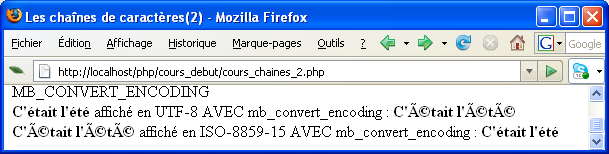 Les chaînes de caractères(2) - Mozilla Firefox
Fichier Édition Affichage Historique Marque-pages Outils ?
G Google
http://localhost/php/cours_debut/cours_chaines_2.php
MB_CONVERT_ENCODING
C'était l'été affiché en UTF-8 AVEC mb_convert_encoding : C'Ã©tait l'Ã©tÃ©
C'Ã©tait l'Ã©tÃ© affiché en ISO-8859-15 AVEC mb_convert_encoding : C'était l'été